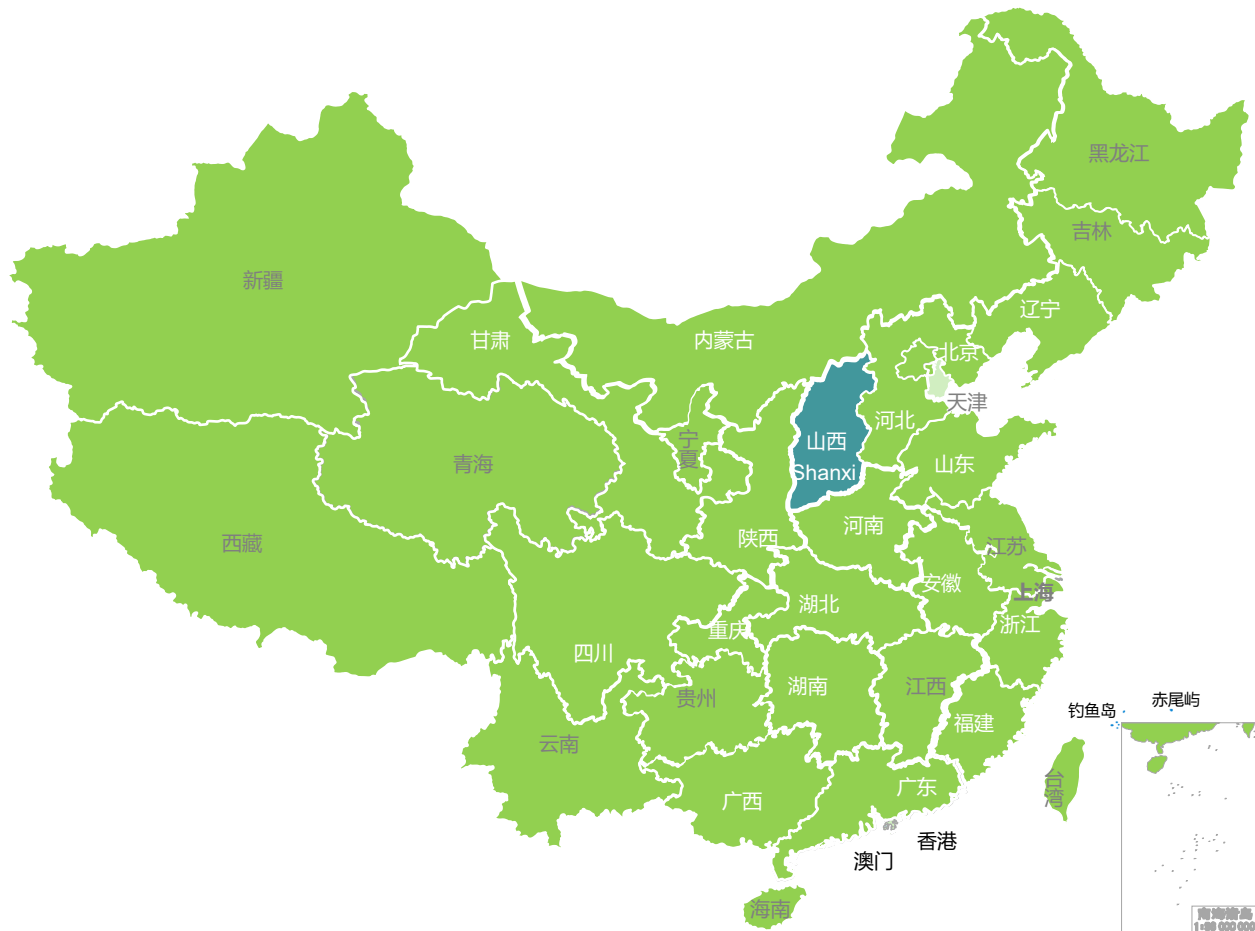 黑龙江
吉林
新疆
辽宁
甘肃
内蒙古
北京
天津
河北
宁夏
山西
Shanxi
山东
青海
河南
陕西
西藏
江苏
安徽
上海
湖北
浙江
重庆
四川
湖南
江西
贵州
赤尾屿
钓鱼岛
福建
云南
台湾
广东
广西
香港
澳门
海南
南海诸岛